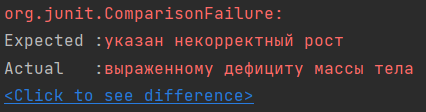 org.junit.ComparisonFailure:
Expected :указан некорректный рост
Actual   :выраженному дефициту массы тела
<Click to see difference>